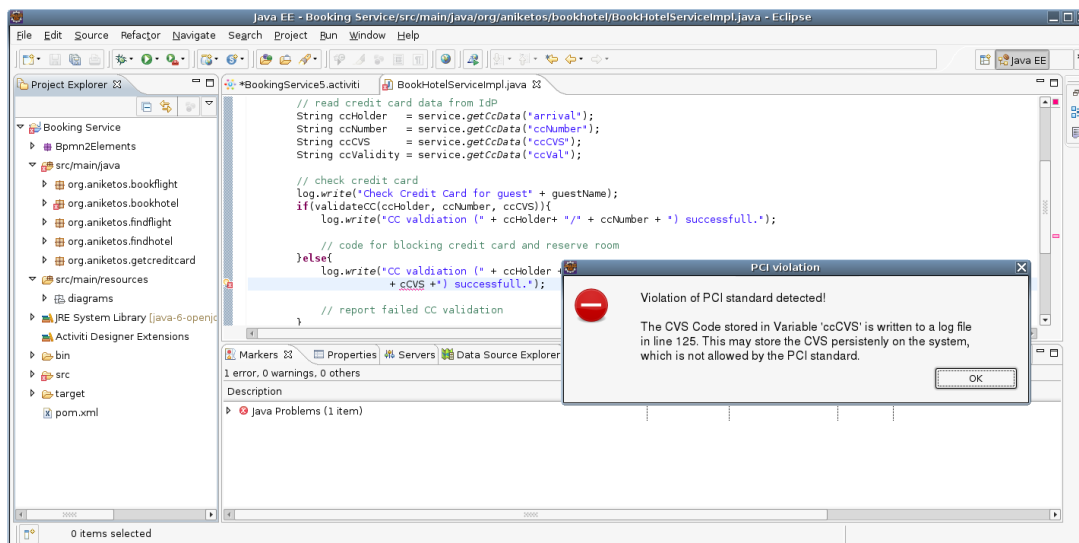 Java EE - Booking Service/src/main/java/org/aniketos/bookhotel/BookHotelServiceImpl.java - Eclipse
File Edit Source Refactor Navigate Search Project Run Window Help
Java EE
Project Explorer
*BookingService5.activiti
BookHotelServiceImpl.java
Booking Service
Bpmn2Elements
src/main/java
org.aniketos.bookflight
org.aniketos.bookhotel
org.aniketos.findflight
org.aniketos.findhotel
org.aniketos.getcreditcard
src/main/resources
diagrams
JRE System Library [java-6-openjd
Activiti Designer Extensions
bin
src
target
pom.xml
// read credit card data from IdP
String ccHolder = service.getCcData("arrival");
String ccNumber = service.getCcData("ccNumber");
String ccCVS = service.getCcData("ccCVS");
String ccValidity = service.getCcData("ccVal");
// check credit card
log.write("Check Credit Card for guest" + guestName);
if(validateCC(ccHolder, ccNumber, ccCVS)){
log.write("CC valdiation (" + ccHolder+ "/" + ccNumber + ") successfull.");
// code for blocking credit card and reserve room
}else{
log.write("CC valdiation (" + ccHolder +
+ cCVS +") successfull.");
// report failed CC validation
}
PCI violation
Violation of PCI standard detected!
The CVS Code stored in Variable 'ccCVS' is written to a log file
in line 125. This may store the CVS persistenly on the system,
which is not allowed by the PCI standard.
OK
Markers Properties Servers Data Source Explorer
1 error, 0 warnings, 0 others
Description
Java Problems (1 item)
0 items selected